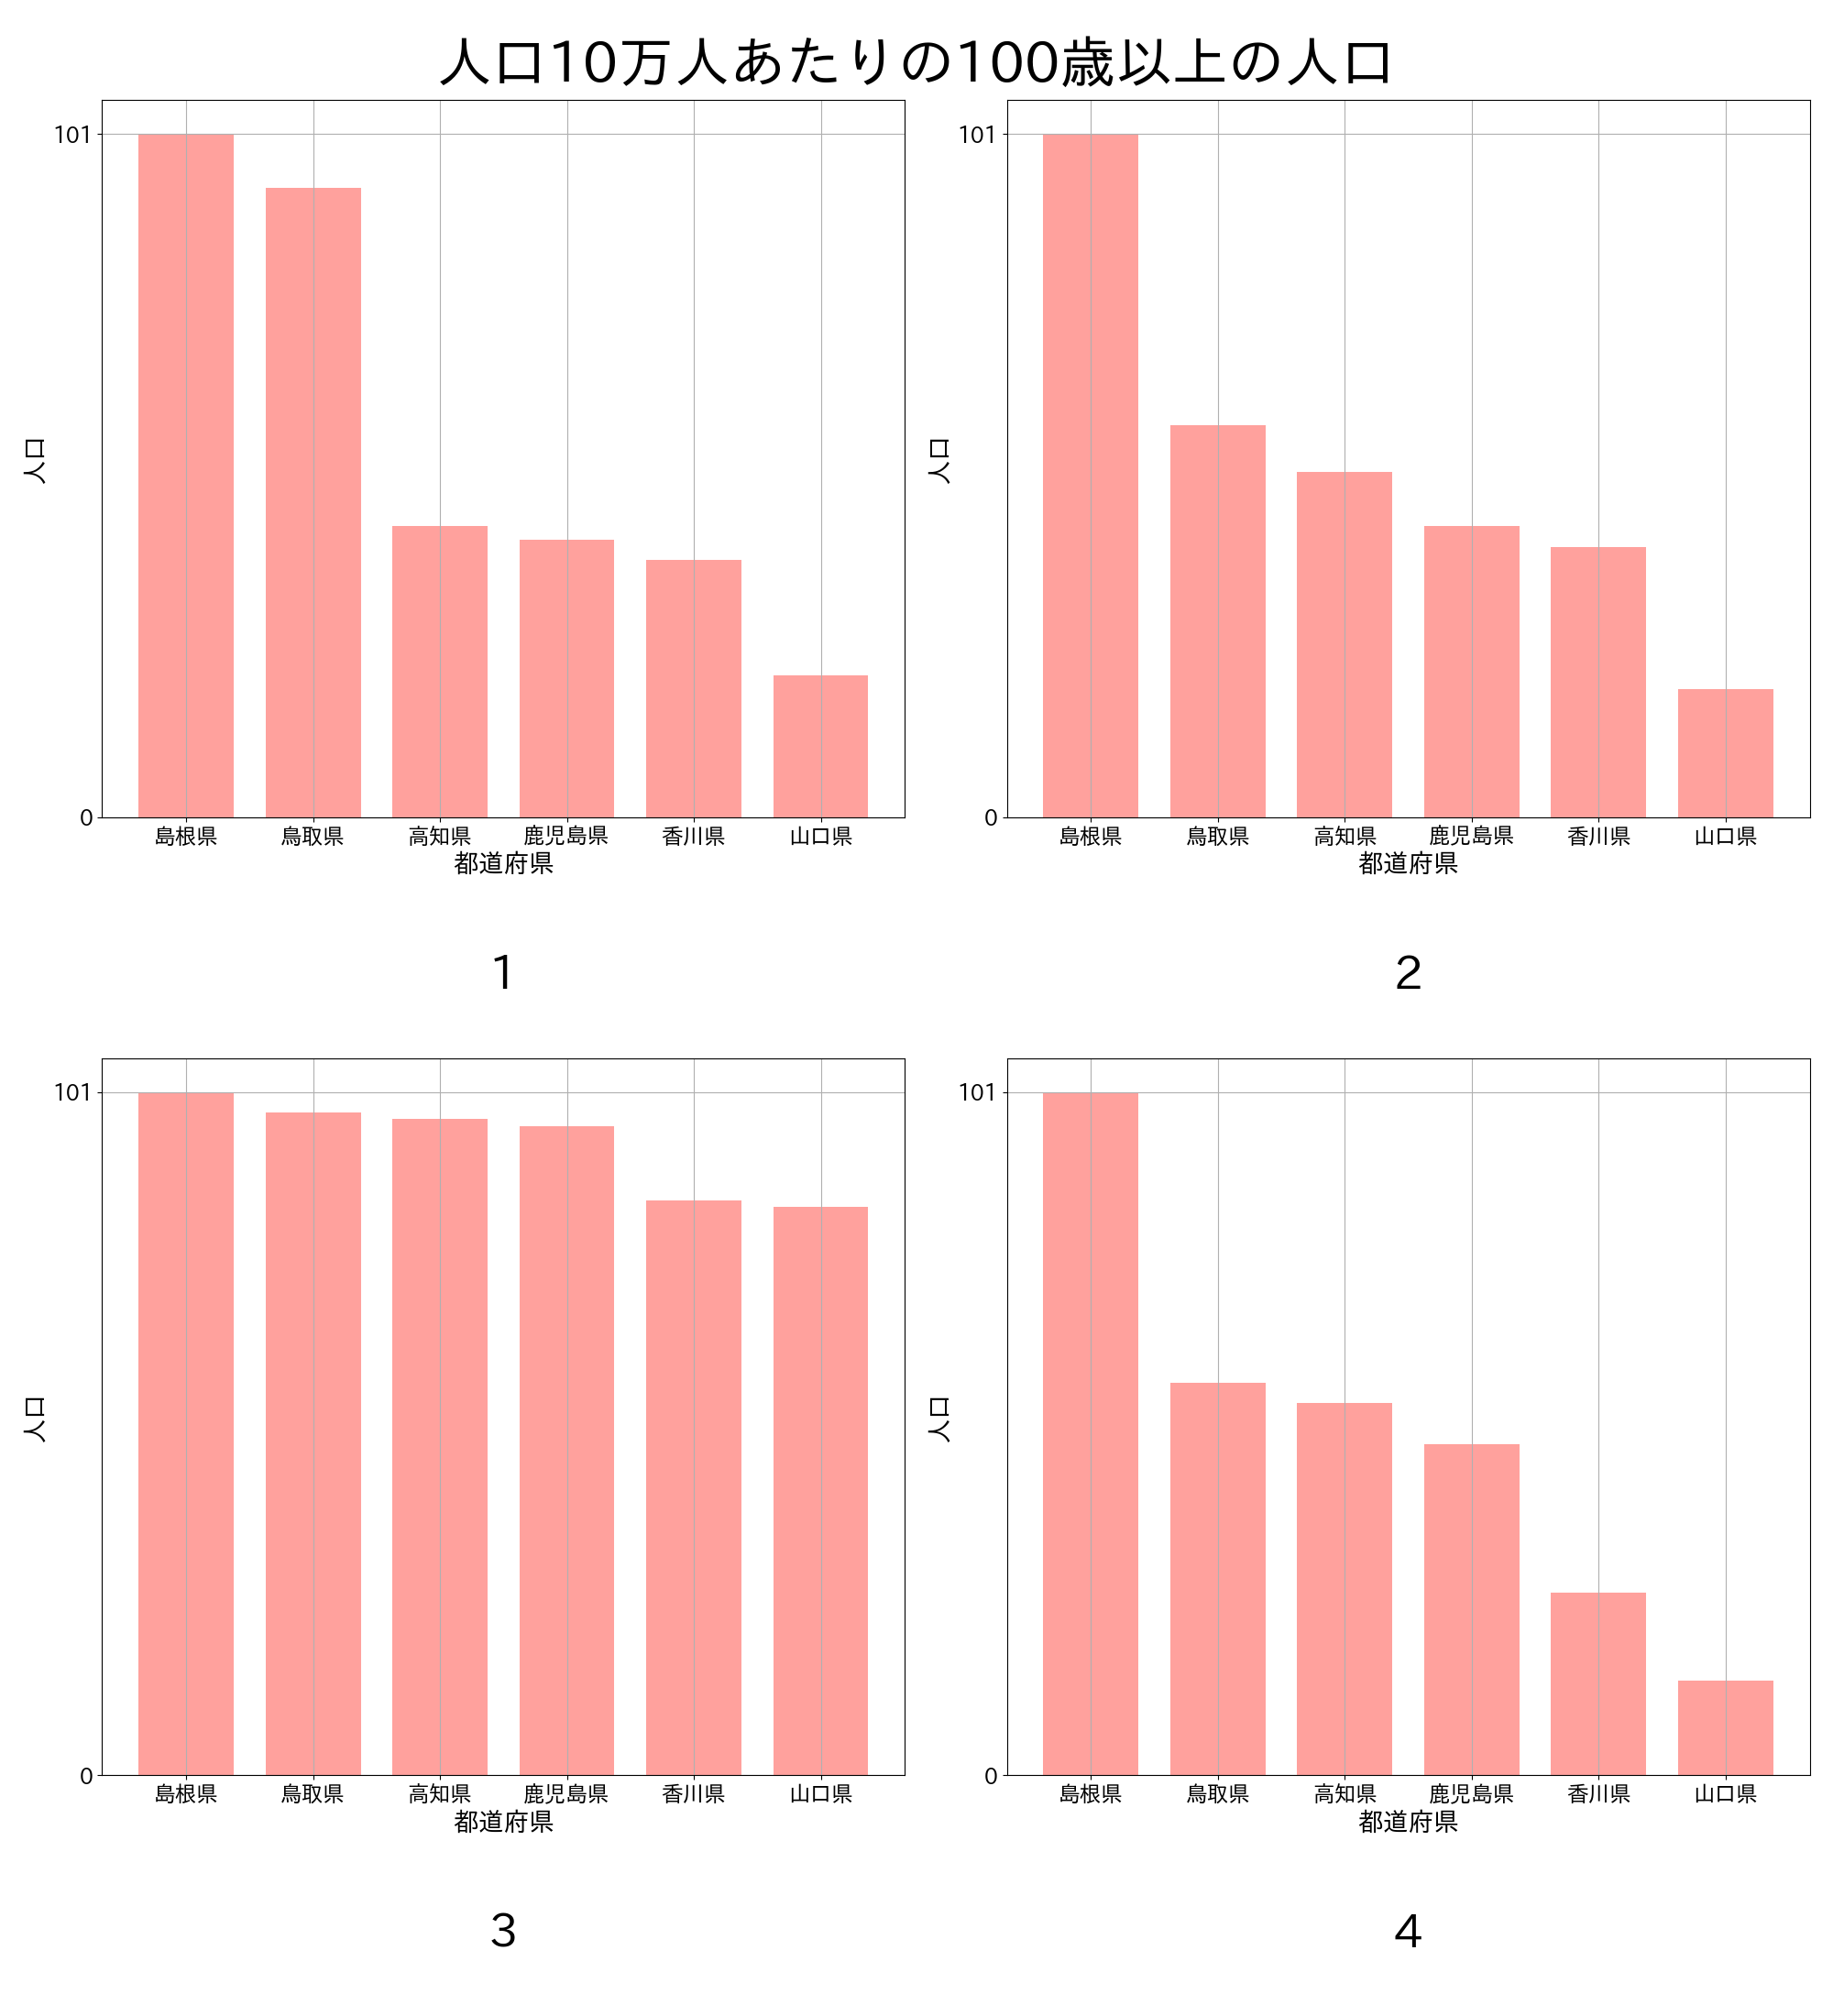 人口10万人あたりの100歳以上の人口
101
0
人口
島根県 鳥取県 高知県 鹿児島県 香川県 山口県
都道府県
1
101
0
人口
島根県 鳥取県 高知県 鹿児島県 香川県 山口県
都道府県
2
101
0
人口
島根県 鳥取県 高知県 鹿児島県 香川県 山口県
都道府県
3
101
0
人口
島根県 鳥取県 高知県 鹿児島県 香川県 山口県
都道府県
4